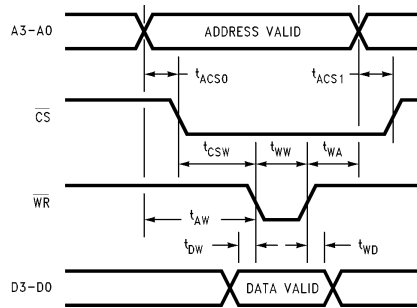 A3-A0
ADDRESS VALID
tACS0
tACS1
CS
tCSW
tWW
tWA
WR
tAW
tDW
tWD
D3-D0
DATA VALID